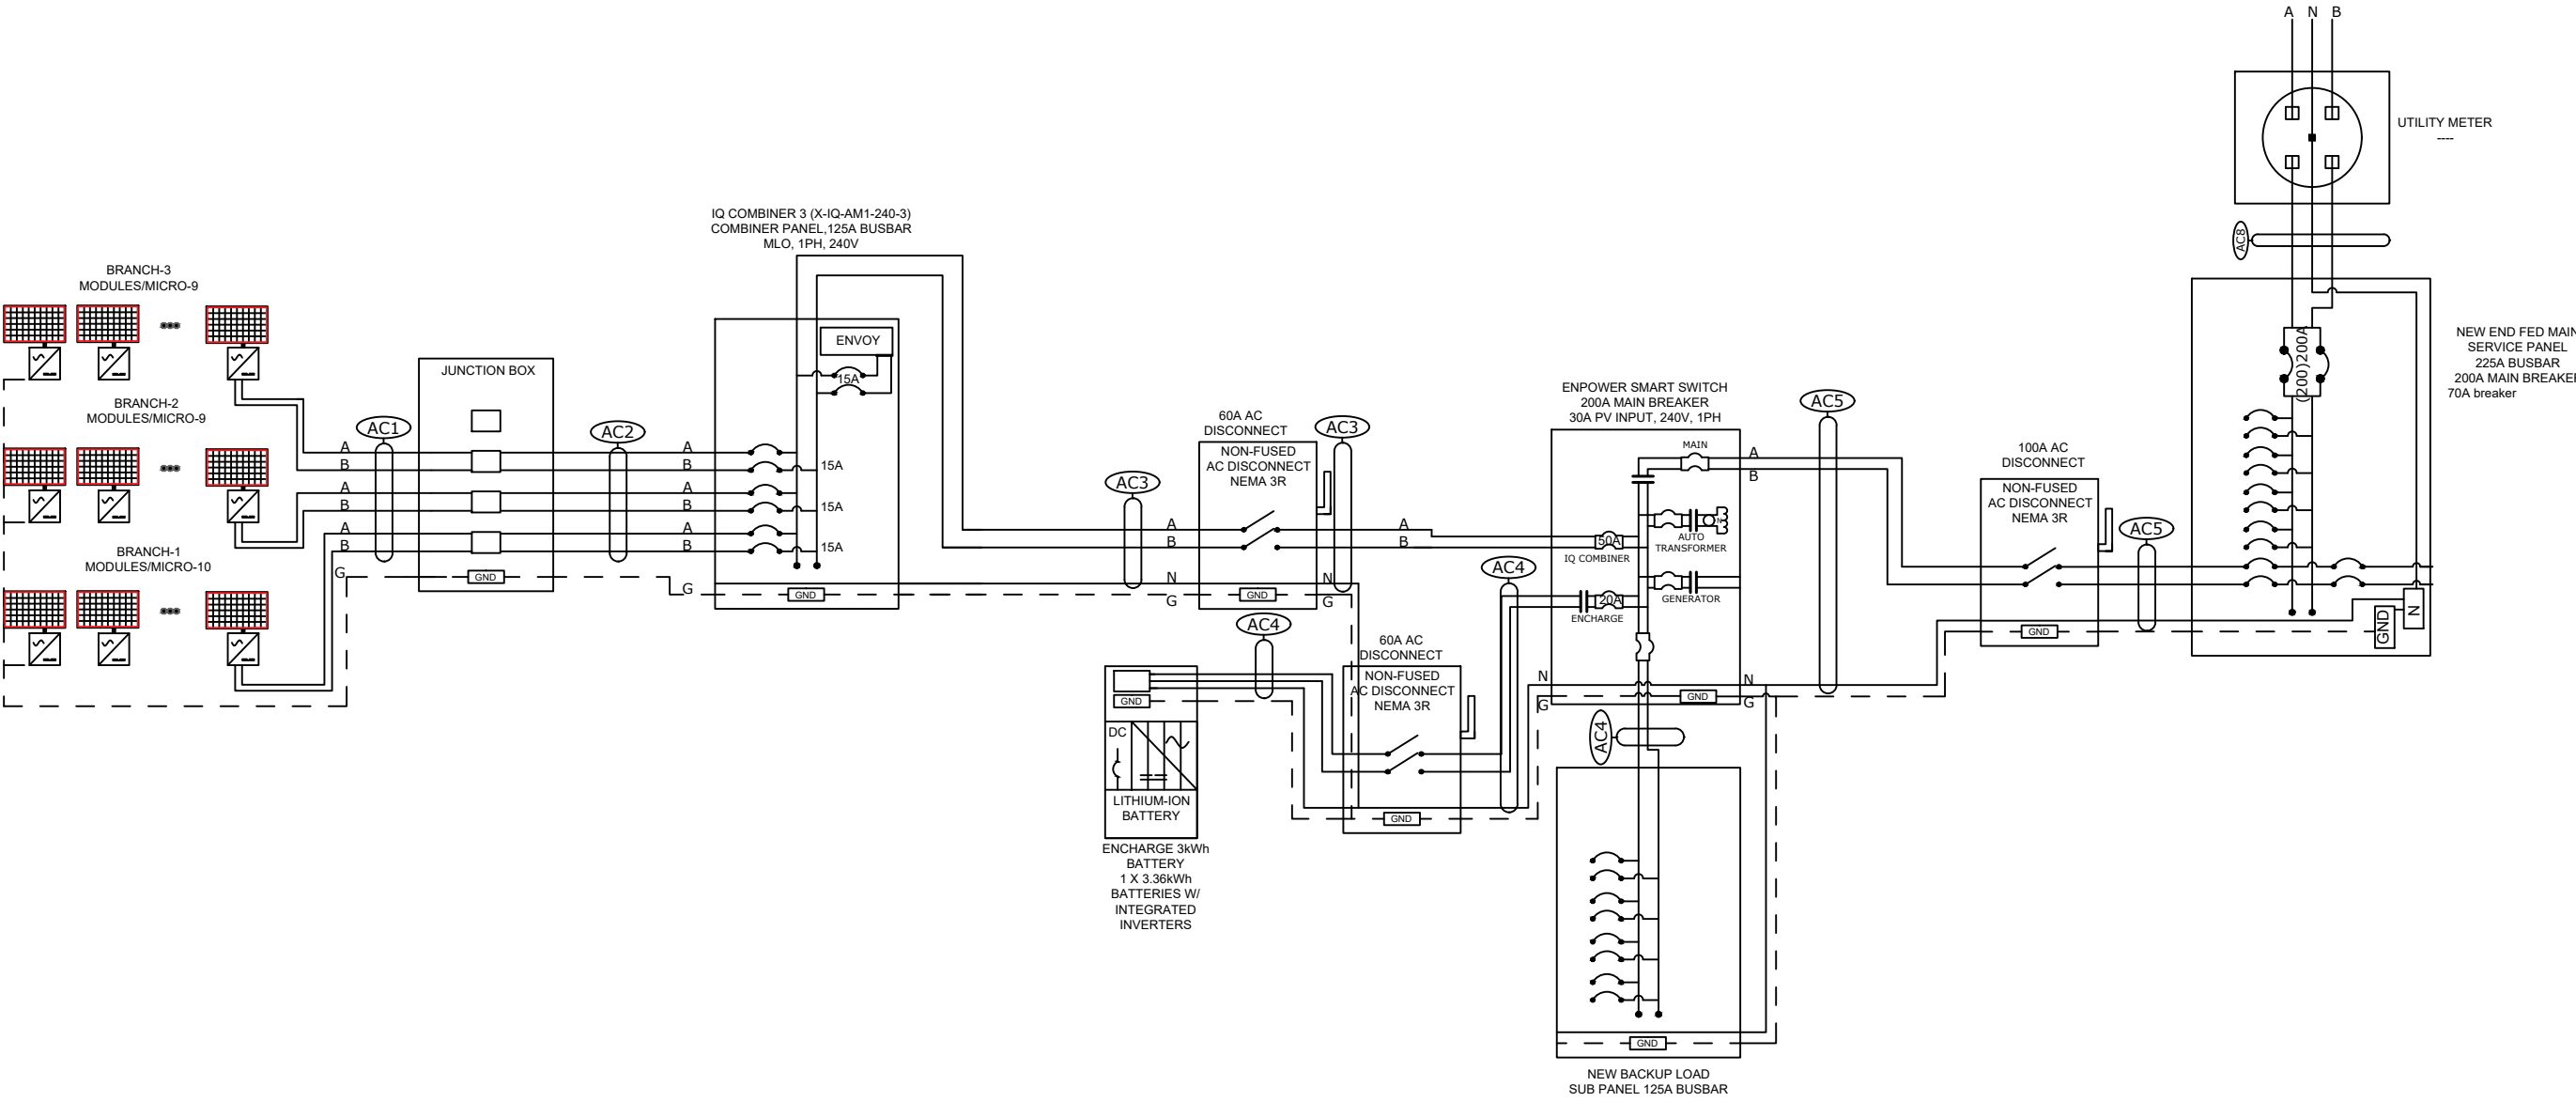 A N B
UTILITY METER
----
AC8
NEW END FED MAIN
SERVICE PANEL
225A BUSBAR
200A MAIN BREAKER
70A breaker
(200)200A
N
GND
IQ COMBINER 3 (X-IQ-AM1-240-3)
COMBINER PANEL,125A BUSBAR
MLO, 1PH, 240V
ENVOY
15A
15A
15A
15A
GND
BRANCH-3
MODULES/MICRO-9
BRANCH-2
MODULES/MICRO-9
BRANCH-1
MODULES/MICRO-10
AC1
A
B
A
B
A
B
G
JUNCTION BOX
GND
AC2
A
B
A
B
A
B
G
AC3
A
B
N
G
60A AC
DISCONNECT
NON-FUSED
AC DISCONNECT
NEMA 3R
GND
AC3
N
G
A
B
AC4
60A AC
DISCONNECT
NON-FUSED
AC DISCONNECT
NEMA 3R
GND
AC4
GND
DC
LITHIUM-ION
BATTERY
ENCHARGE 3kWh
BATTERY
1 X 3.36kWh
BATTERIES W/
INTEGRATED
INVERTERS
ENPOWER SMART SWITCH
200A MAIN BREAKER
30A PV INPUT, 240V, 1PH
MAIN
A
B
N
AUTO
TRANSFORMER
50A
IQ COMBINER
GENERATOR
20A
ENCHARGE
N
G
GND
N
G
AC4
AC5
100A AC
DISCONNECT
NON-FUSED
AC DISCONNECT
NEMA 3R
GND
AC5
GND
NEW BACKUP LOAD
SUB PANEL 125A BUSBAR